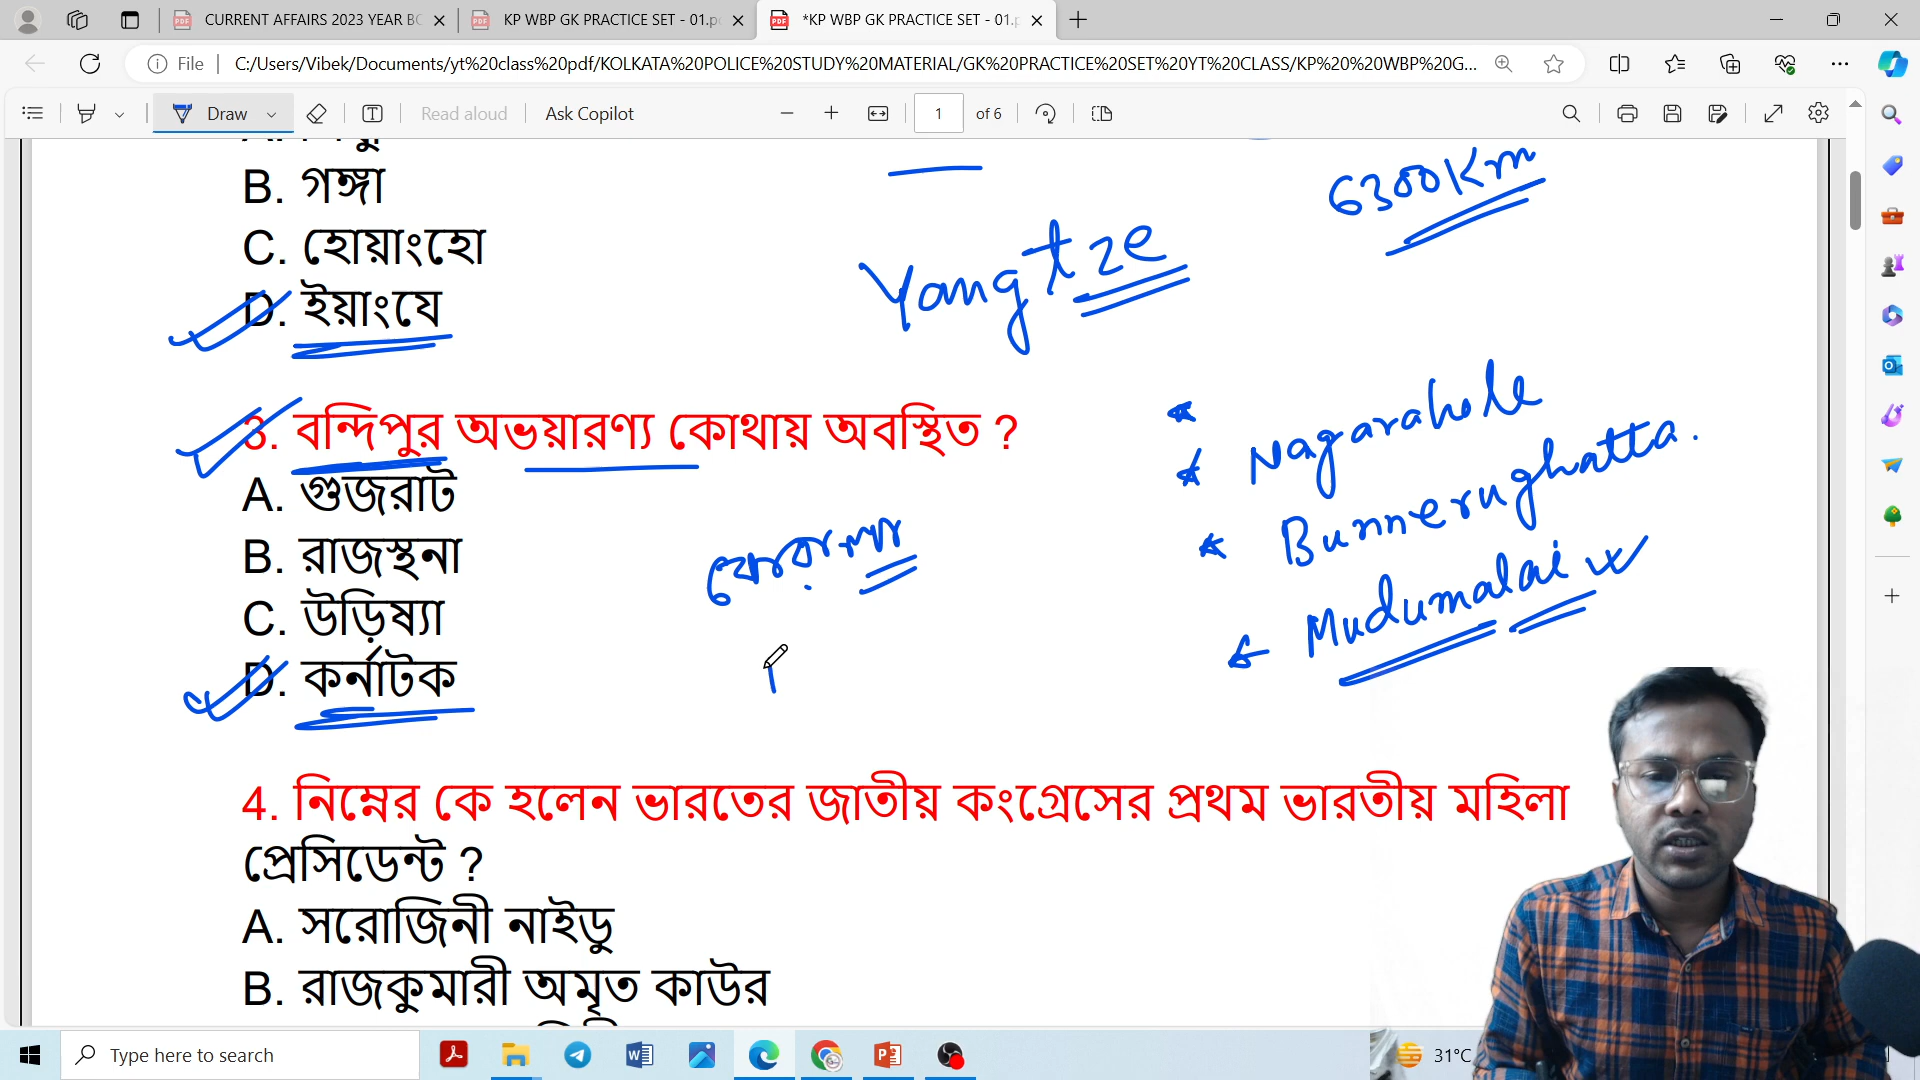 CURRENT AFFAIRS 2023 YEAR BO
KP WBP GK PRACTICE SET - 01.p
*KP WBP GK PRACTICE SET - 01.p
File
C:/Users/Vibek/Documents/yt%20class%20pdf/KOLKATA%20POLICE%20STUDY%20MATERIAL/GK%20PRACTICE%20SET%20YT%20CLASS/KP%20%20WBP%20G...
Draw
Read aloud
Ask Copilot
1 of 6
B. গঙ্গা
C. হোয়াংহো
D. ইয়াংযে
6300Km
Yangtze
3. বন্দিপুর অভয়ারণ্য কোথায় অবস্থিত ?
A. গুজরাট
B. রাজস্থনা
C. উড়িষ্যা
D. কর্নাটক
Nagarahole
Bunnerughatta.
Mudumalai
4. নিম্নের কে হলেন ভারতের জাতীয় কংগ্রেসের প্রথম ভারতীয় মহিলা
প্রেসিডেন্ট ?
A. সরোজিনী নাইডু
B. রাজকুমারী অমৃত কাউর
Type here to search
31°C